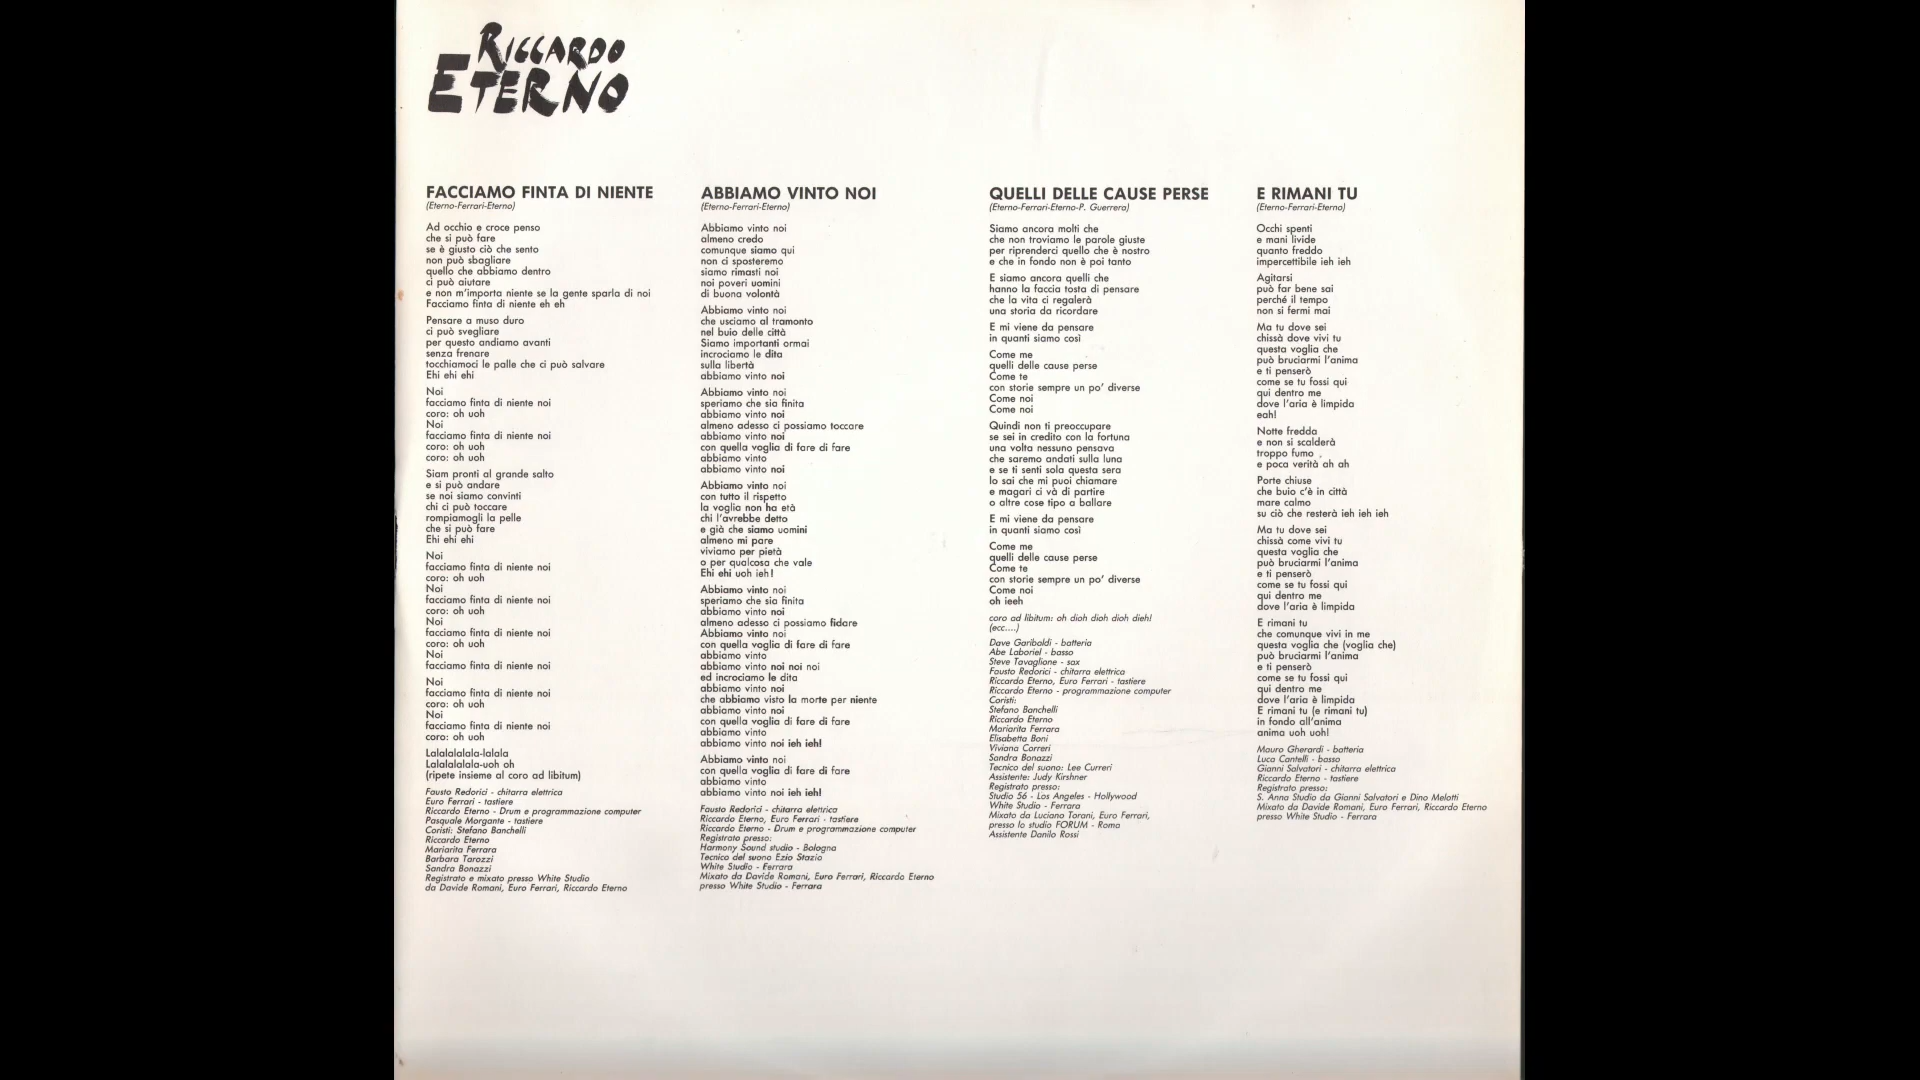 RICCARDO
ETERNO
FACCIAMO FINTA DI NIENTE
(Eterno-Ferrari-Eterno)
Ad occhio e croce penso
che si può fare
se è giusto ciò che sento
non può sbagliare
quello che abbiamo dentro
ci può aiutare
e non m'importa niente se la gente sparla di noi
Facciamo finta di niente eh eh
Pensare a muso duro
ci può svegliare
per questo andiamo avanti
senza frenare
tocchiamoci le palle che ci può salvare
Ehi ehi ehi
Noi
facciamo finta di niente noi
coro: oh uoh
Noi
facciamo finta di niente noi
coro: oh uoh
coro: oh uoh
Siam pronti al grande salto
e si può andare
se noi siamo convinti
chi ci può toccare
rompiamogli la pelle
che si può fare
Ehi ehi ehi
Noi
facciamo finta di niente noi
coro: oh uoh
Noi
facciamo finta di niente noi
coro: oh uoh
Noi
facciamo finta di niente noi
coro: oh uoh
Noi
facciamo finta di niente noi
Noi
facciamo finta di niente noi
coro: oh uoh
Noi
facciamo finta di niente noi
coro: oh uoh
Lalalalalala-lalala
Lalalalalala-uoh oh
(ripete insieme al coro ad libitum)
Fausto Redorici - chitarra elettrica
Euro Ferrari - tastiere
Riccardo Eterno - Drum e programmazione computer
Pasquale Morgante - tastiere
Coristi: Stefano Banchelli
Riccardo Eterno
Mariarita Ferrara
Barbara Tarozzi
Sandra Bonazzi
Registrato e mixato presso White Studio
da Davide Romani, Euro Ferrari, Riccardo Eterno
ABBIAMO VINTO NOI
(Eterno-Ferrari-Eterno)
Abbiamo vinto noi
almeno credo
comunque siamo qui
non ci sposteremo
siamo rimasti noi
noi poveri uomini
di buona volontà
Abbiamo vinto noi
che usciamo al tramonto
nel buio delle città
Siamo importanti ormai
incrociamo le dita
sulla libertà
abbiamo vinto noi
Abbiamo vinto noi
speriamo che sia finita
abbiamo vinto noi
almeno adesso ci possiamo toccare
abbiamo vinto noi
con quella voglia di fare di fare
abbiamo vinto
abbiamo vinto noi
Abbiamo vinto noi
con tutto il rispetto
la voglia non ha età
chi l'avrebbe detto
e già che siamo uomini
almeno mi pare
viviamo per pietà
o per qualcosa che vale
Ehi ehi uoh ieh!
Abbiamo vinto noi
speriamo che sia finita
abbiamo vinto noi
almeno adesso ci possiamo fidare
Abbiamo vinto noi
con quella voglia di fare di fare
abbiamo vinto
abbiamo vinto noi noi noi
ed incrociamo le dita
abbiamo vinto noi
che abbiamo visto la morte per niente
abbiamo vinto noi
con quella voglia di fare di fare
abbiamo vinto
abbiamo vinto noi ieh ieh!
Abbiamo vinto noi
con quella voglia di fare di fare
abbiamo vinto
abbiamo vinto noi ieh ieh!
Fausto Redorici - chitarra elettrica
Riccardo Eterno, Euro Ferrari - tastiere
Riccardo Eterno - Drum e programmazione computer
Registrato presso:
Harmony Sound studio - Bologna
Tecnico del suono Ezio Stazio
White Studio - Ferrara
Mixato da Davide Romani, Euro Ferrari, Riccardo Eterno
presso White Studio - Ferrara
QUELLI DELLE CAUSE PERSE
(Eterno-Ferrari-Eterno-P. Guerrera)
Siamo ancora molti che
che non troviamo le parole giuste
per riprenderci quello che è nostro
e che in fondo non è poi tanto
E siamo ancora quelli che
hanno la faccia tosta di pensare
che la vita ci regalerà
una storia da ricordare
E mi viene da pensare
in quanti siamo così
Come me
quelli delle cause perse
Come te
con storie sempre un po' diverse
Come noi
Come noi
Quindi non ti preoccupare
se sei in credito con la fortuna
una volta nessuno pensava
che saremo andati sulla luna
e se ti senti sola questa sera
lo sai che mi puoi chiamare
e magari ci và di partire
o altre cose tipo a ballare
E mi viene da pensare
in quanti siamo così
Come me
quelli delle cause perse
Come te
con storie sempre un po' diverse
Come noi
oh ieeh
coro ad libitum: oh dioh dioh dioh dieh!
(ecc....)
Dave Garibaldi - batteria
Abe Laboriel - basso
Steve Tavaglione - sax
Fausto Redorici - chitarra elettrica
Riccardo Eterno, Euro Ferrari - tastiere
Riccardo Eterno - programmazione computer
Coristi:
Stefano Banchelli
Riccardo Eterno
Mariarita Ferrara
Elisabetta Boni
Viviana Correri
Sandra Bonazzi
Tecnico del suono: Lee Curreri
Assistente: Judy Kirshner
Registrato presso:
Studio 56 - Los Angeles - Hollywood
White Studio - Ferrara
Mixato da Luciano Torani, Euro Ferrari,
presso lo studio FORUM - Roma
Assistente Danilo Rossi
E RIMANI TU
(Eterno-Ferrari-Eterno)
Occhi spenti
e mani livide
quanto freddo
impercettibile ieh ieh
Agitarsi
può far bene sai
perché il tempo
non si fermi mai
Ma tu dove sei
chissà dove vivi tu
questa voglia che
può bruciarmi l'anima
e ti penserò
come se tu fossi qui
qui dentro me
dove l'aria è limpida
eah!
Notte fredda
e non si scalderà
troppo fumo
e poca verità ah ah
Porte chiuse
che buio c'è in città
mare calmo
su ciò che resterà ieh ieh ieh
Ma tu dove sei
chissà come vivi tu
questa voglia che
può bruciarmi l'anima
e ti penserò
come se tu fossi qui
qui dentro me
dove l'aria è limpida
E rimani tu
che comunque vivi in me
questa voglia che (voglia che)
può bruciarmi l'anima
e ti penserò
come se tu fossi qui
qui dentro me
dove l'aria è limpida
E rimani tu (e rimani tu)
in fondo all'anima
anima uoh uoh!
Mauro Gherardi - batteria
Luca Cantelli - basso
Gianni Salvatori - chitarra elettrica
Riccardo Eterno - tastiere
Registrato presso:
S. Anna Studio da Gianni Salvatori e Dino Melotti
Mixato da Davide Romani, Euro Ferrari, Riccardo Eterno
presso White Studio - Ferrara